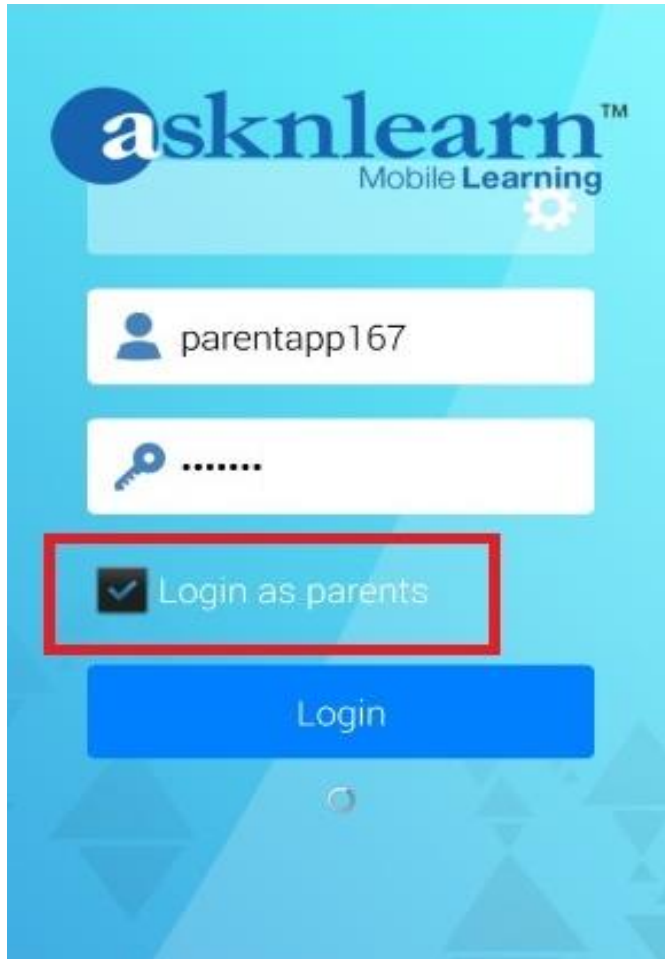 asknlearn™
Mobile Learning
parentapp167
•••••••
Login as parents
Login